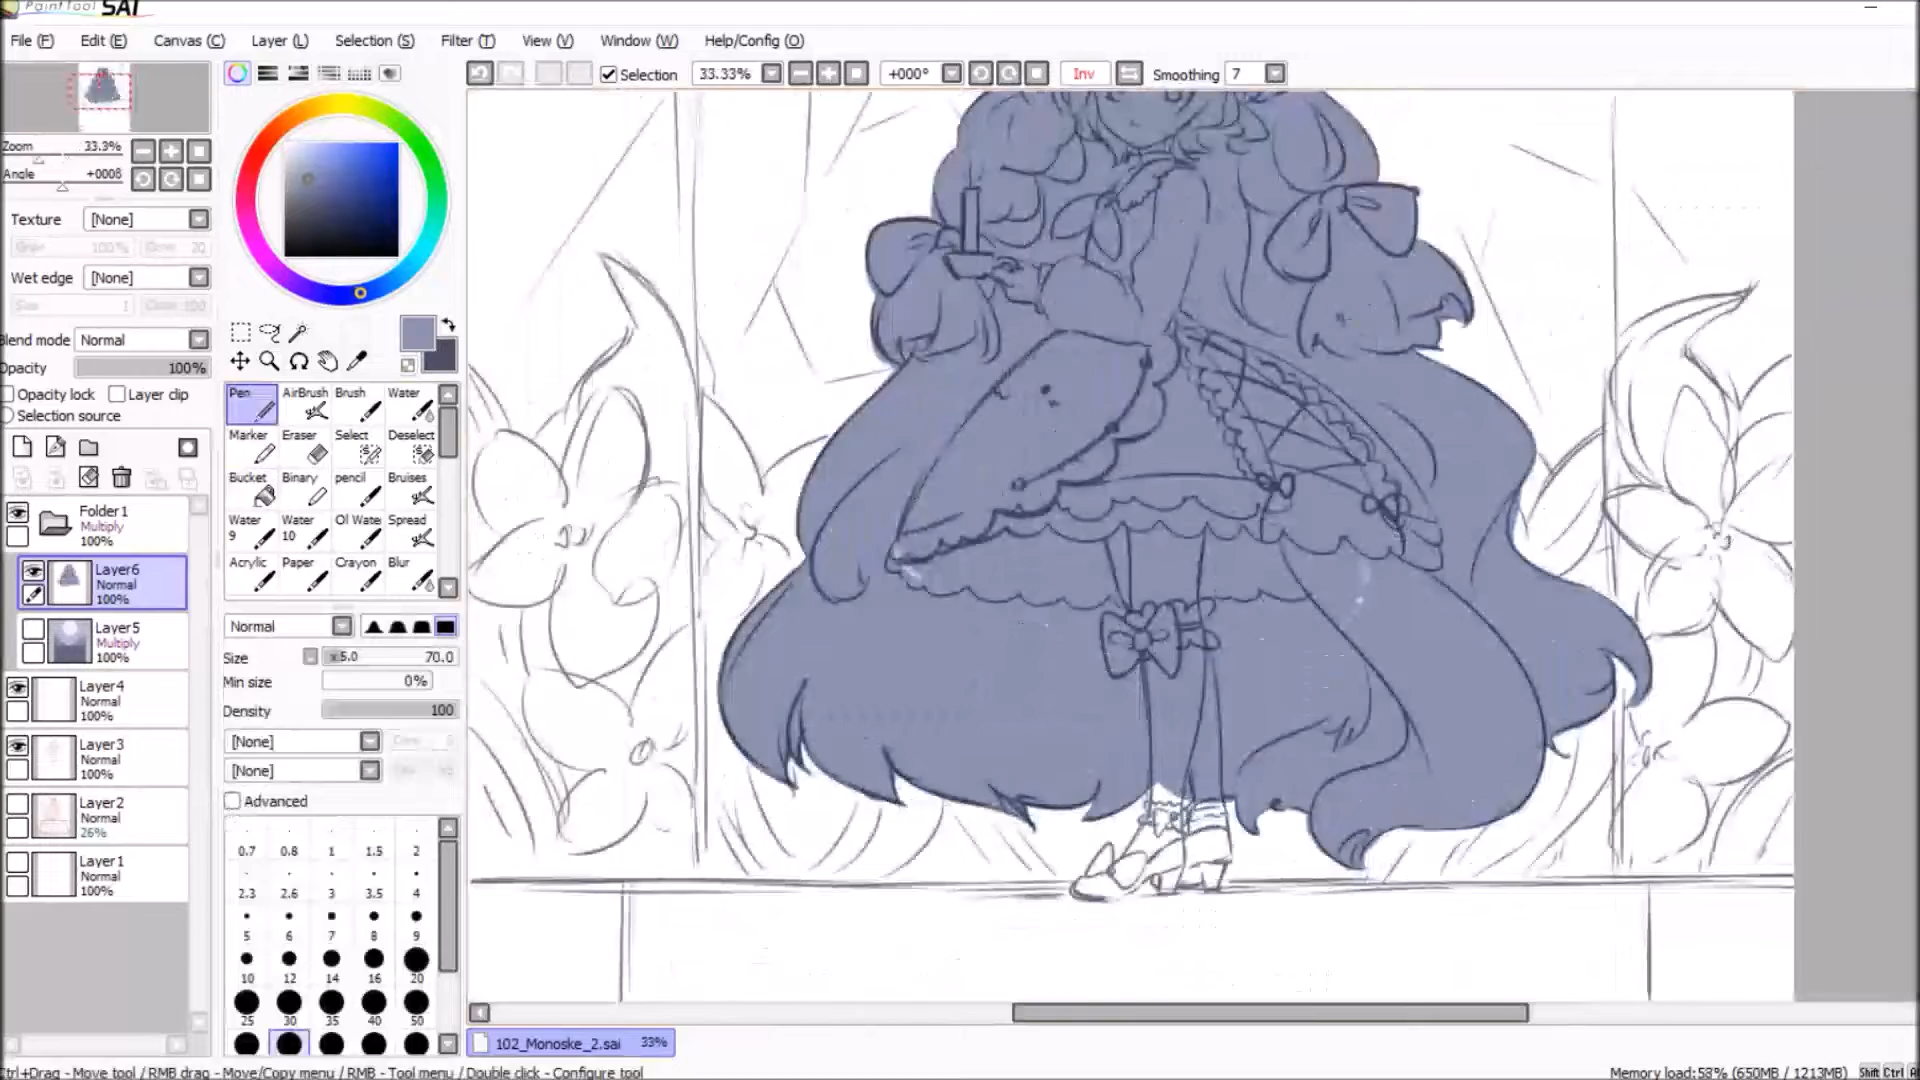 PaintTool SAI
File (F) Edit (E) Canvas (C) Layer (L) Selection (S) Filter (T) View (V) Window (W) Help/Config (O)
Selection 33.33% +000° Inv Smoothing 7
Zoom 33.3%
Angle +000
Texture [None]
100% 20
Wet edge [None]
1 100
Blend mode Normal
Opacity 100%
Opacity lock Layer clip
Selection source
Folder1
Multiply
100%
Layer6
Normal
100%
Layer5
Multiply
100%
Layer4
Normal
100%
Layer3
Normal
100%
Layer2
Normal
26%
Layer1
Normal
100%
Pen AirBrush Brush Water
Marker Eraser Select Deselect
Bucket Binary pencil Bruises
Water 9 Water 10 Ol Wate Spread
Acrylic Paper Crayon Blur
Normal
Size x5.0 70.0
Min size 0%
Density 100
[None]
[None]
Advanced
0.7 0.8 1 1.5 2
2.3 2.6 3 3.5 4
5 6 7 8 9
10 12 14 16 20
25 30 35 40 50
102_Monoske_2.sai 33%
Ctrl+Drag - Move tool / RMB drag - Move/Copy menu / RMB - Tool menu / Double click - Configure tool
Memory load:53% (650MB / 1213MB) Shift Ctrl